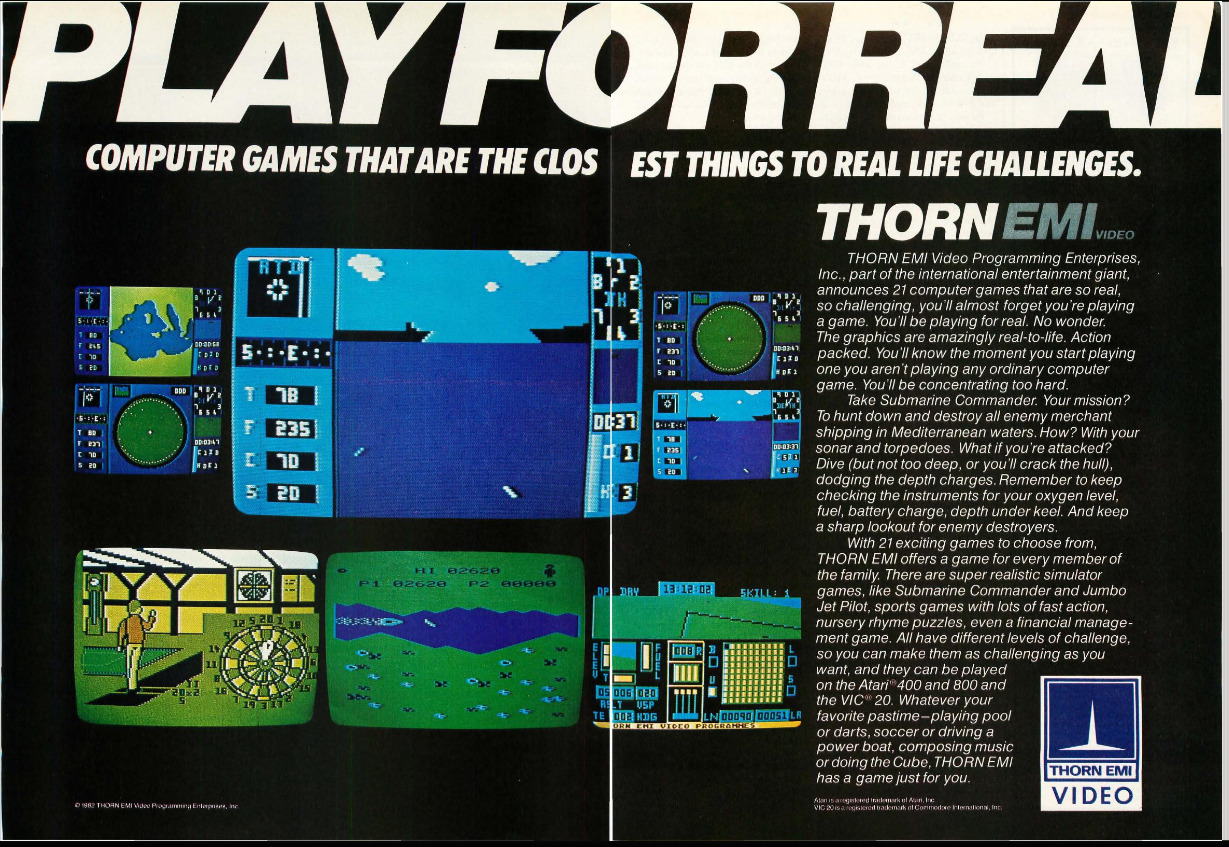 PLAY FOR REAL
COMPUTER GAMES THAT ARE THE CLOS EST THINGS TO REAL LIFE CHALLENGES.
THORN EMI VIDEO
THORN EMI Video Programming Enterprises,
Inc., part of the international entertainment giant,
announces 21 computer games that are so real,
so challenging, you'll almost forget you're playing
a game. You'll be playing for real. No wonder.
The graphics are amazingly real-to-life. Action
packed. You'll know the moment you start playing
one you aren't playing any ordinary computer
game. You'll be concentrating too hard.
Take Submarine Commander. Your mission?
To hunt down and destroy all enemy merchant
shipping in Mediterranean waters. How? With your
sonar and torpedoes. What if you're attacked?
Dive (but not too deep, or you'll crack the hull),
dodging the depth charges. Remember to keep
checking the instruments for your oxygen level,
fuel, battery charge, depth under keel. And keep
a sharp lookout for enemy destroyers.
With 21 exciting games to choose from,
THORN EMI offers a game for every member of
the family. There are super realistic simulator
games, like Submarine Commander and Jumbo
Jet Pilot, sports games with lots of fast action,
nursery rhyme puzzles, even a financial manage-
ment game. All have different levels of challenge,
so you can make them as challenging as you
want, and they can be played
on the Atari® 400 and 800 and
the VIC® 20. Whatever your
favorite pastime—playing pool
or darts, soccer or driving a
power boat, composing music
or doing the Cube, THORN EMI
has a game just for you.
S·:·E·:·
T 78
F 235
C 70
S 20
00:37
HI 02620
P1 02620 P2 00000
13:12:02
SKILL: 1
ORN EMI VIDEO PROGRAMMES
THORN EMI
VIDEO
© 1982 THORN EMI Video Programming Enterprises, Inc.
Atari is a registered trademark of Atari, Inc.
VIC 20 is a registered trademark of Commodore International, Inc.